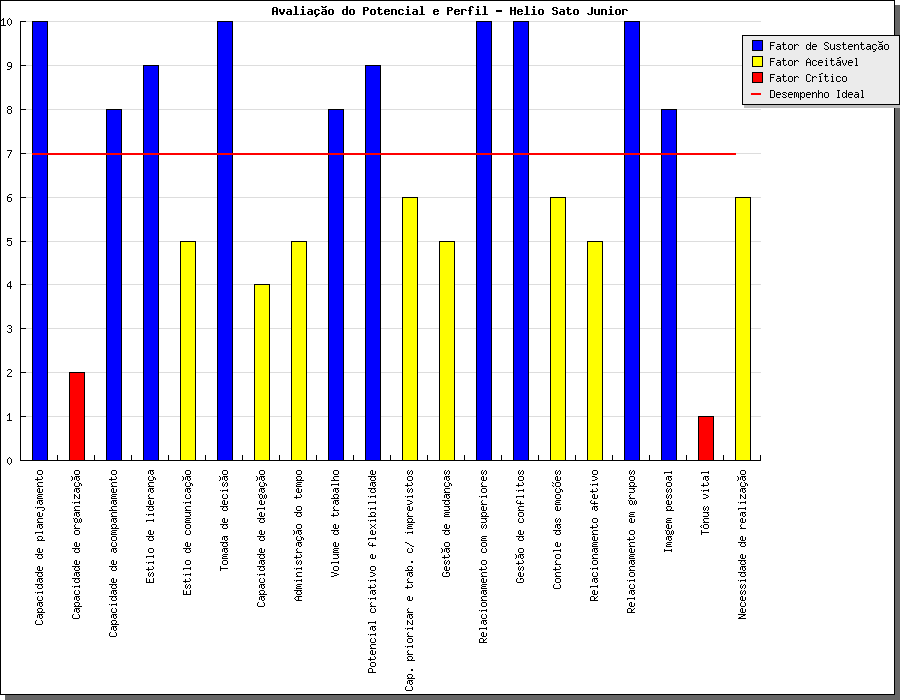 Avaliação do Potencial e Perfil - Helio Sato Junior
Fator de Sustentação
Fator Aceitável
Fator Crítico
Desempenho Ideal
10
9
8
7
6
5
4
3
2
1
0
Capacidade de planejamento
Capacidade de organização
Capacidade de acompanhamento
Estilo de liderança
Estilo de comunicação
Tomada de decisão
Capacidade de delegação
Administração do tempo
Volume de trabalho
Potencial criativo e flexibilidade
Cap. priorizar e trab. c/ imprevistos
Gestão de mudanças
Relacionamento com superiores
Gestão de conflitos
Controle das emoções
Relacionamento afetivo
Relacionamento em grupos
Imagem pessoal
Tônus vital
Necessidade de realização